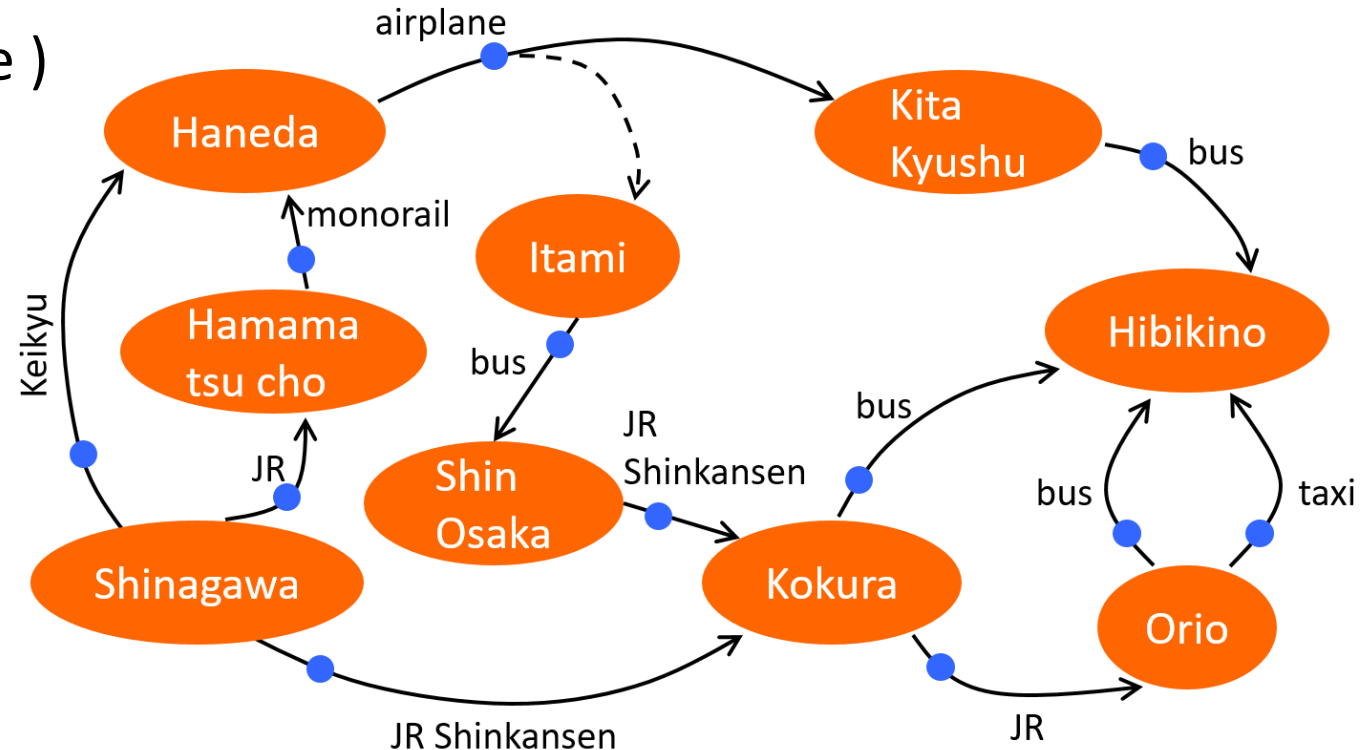 airplane
e )
Haneda
Kita
Kyushu
bus
monorail
Itami
Hibikino
Keikyu
Hamama
tsu cho
bus
JR
Shinkansen
bus
JR
Shin
Osaka
bus
taxi
Shinagawa
Kokura
Orio
JR Shinkansen
JR